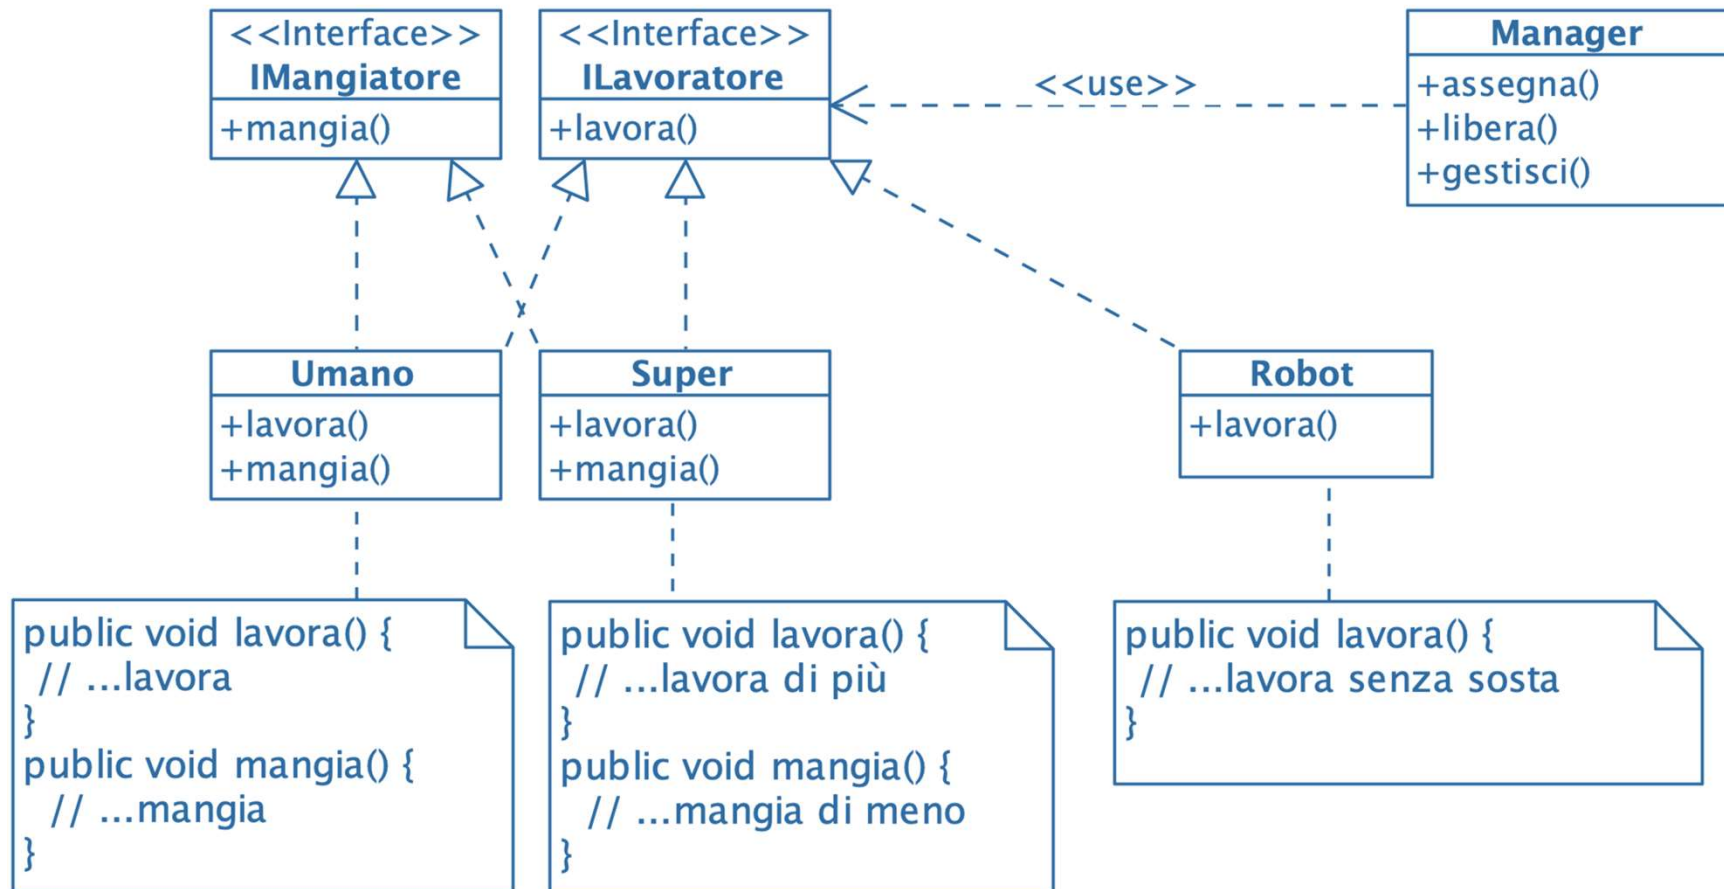 <<Interface>>
IMangiatore
+mangia()
<<Interface>>
ILavoratore
+lavora()
<<use>>
Manager
+assegna()
+libera()
+gestisci()
Umano
+lavora()
+mangia()
Super
+lavora()
+mangia()
Robot
+lavora()
public void lavora() {
// ...lavora
}
public void mangia() {
// ...mangia
}
public void lavora() {
// ...lavora di più
}
public void mangia() {
// ...mangia di meno
}
public void lavora() {
// ...lavora senza sosta
}